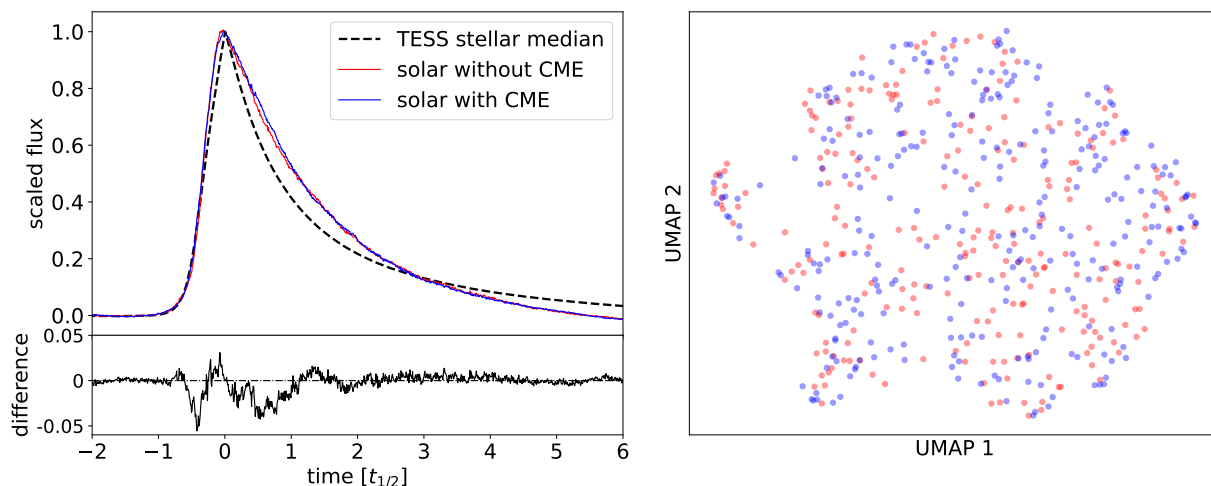 TESS stellar median
solar without CME
solar with CME
scaled flux
1.0
0.8
0.6
0.4
0.2
0.0
difference
0.05
0
-0.05
−2 −1 0 1 2 3 4 5 6
time [t1/2]
UMAP 2
UMAP 1